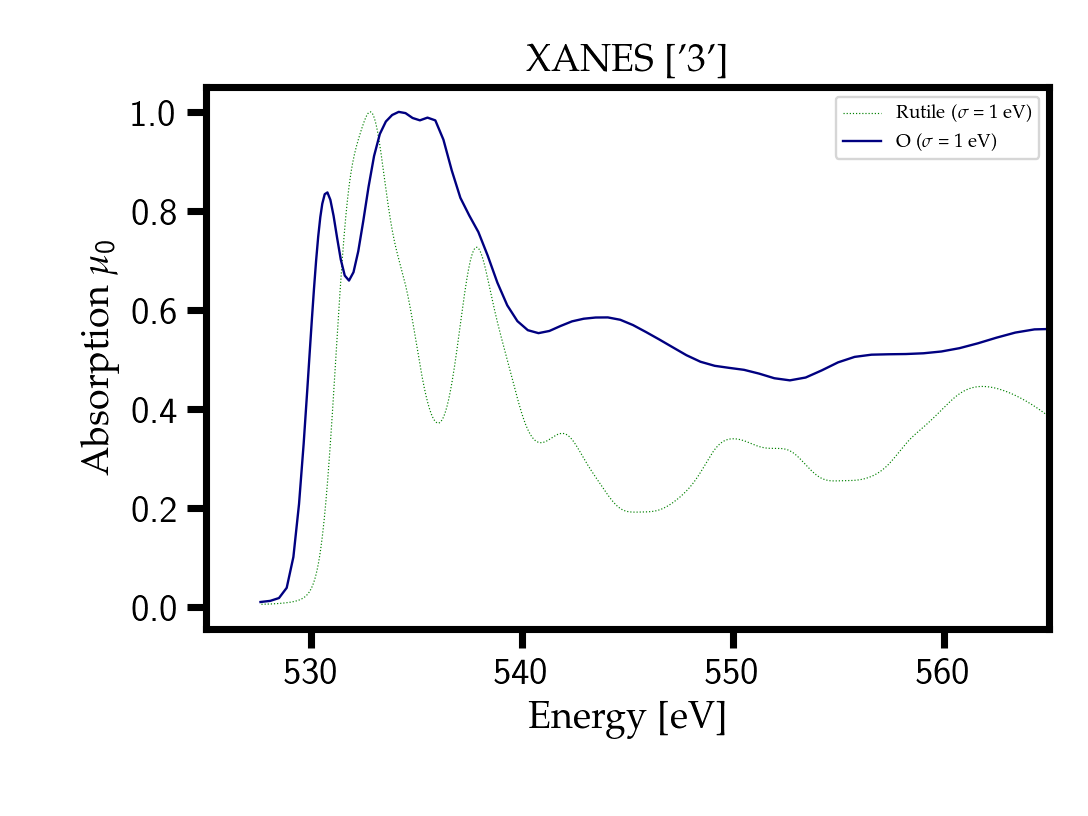 XANES ['3']
Rutile (σ = 1 eV)
O (σ = 1 eV)
Absorption μ₀
1.0
0.8
0.6
0.4
0.2
0.0
530 540 550 560
Energy [eV]